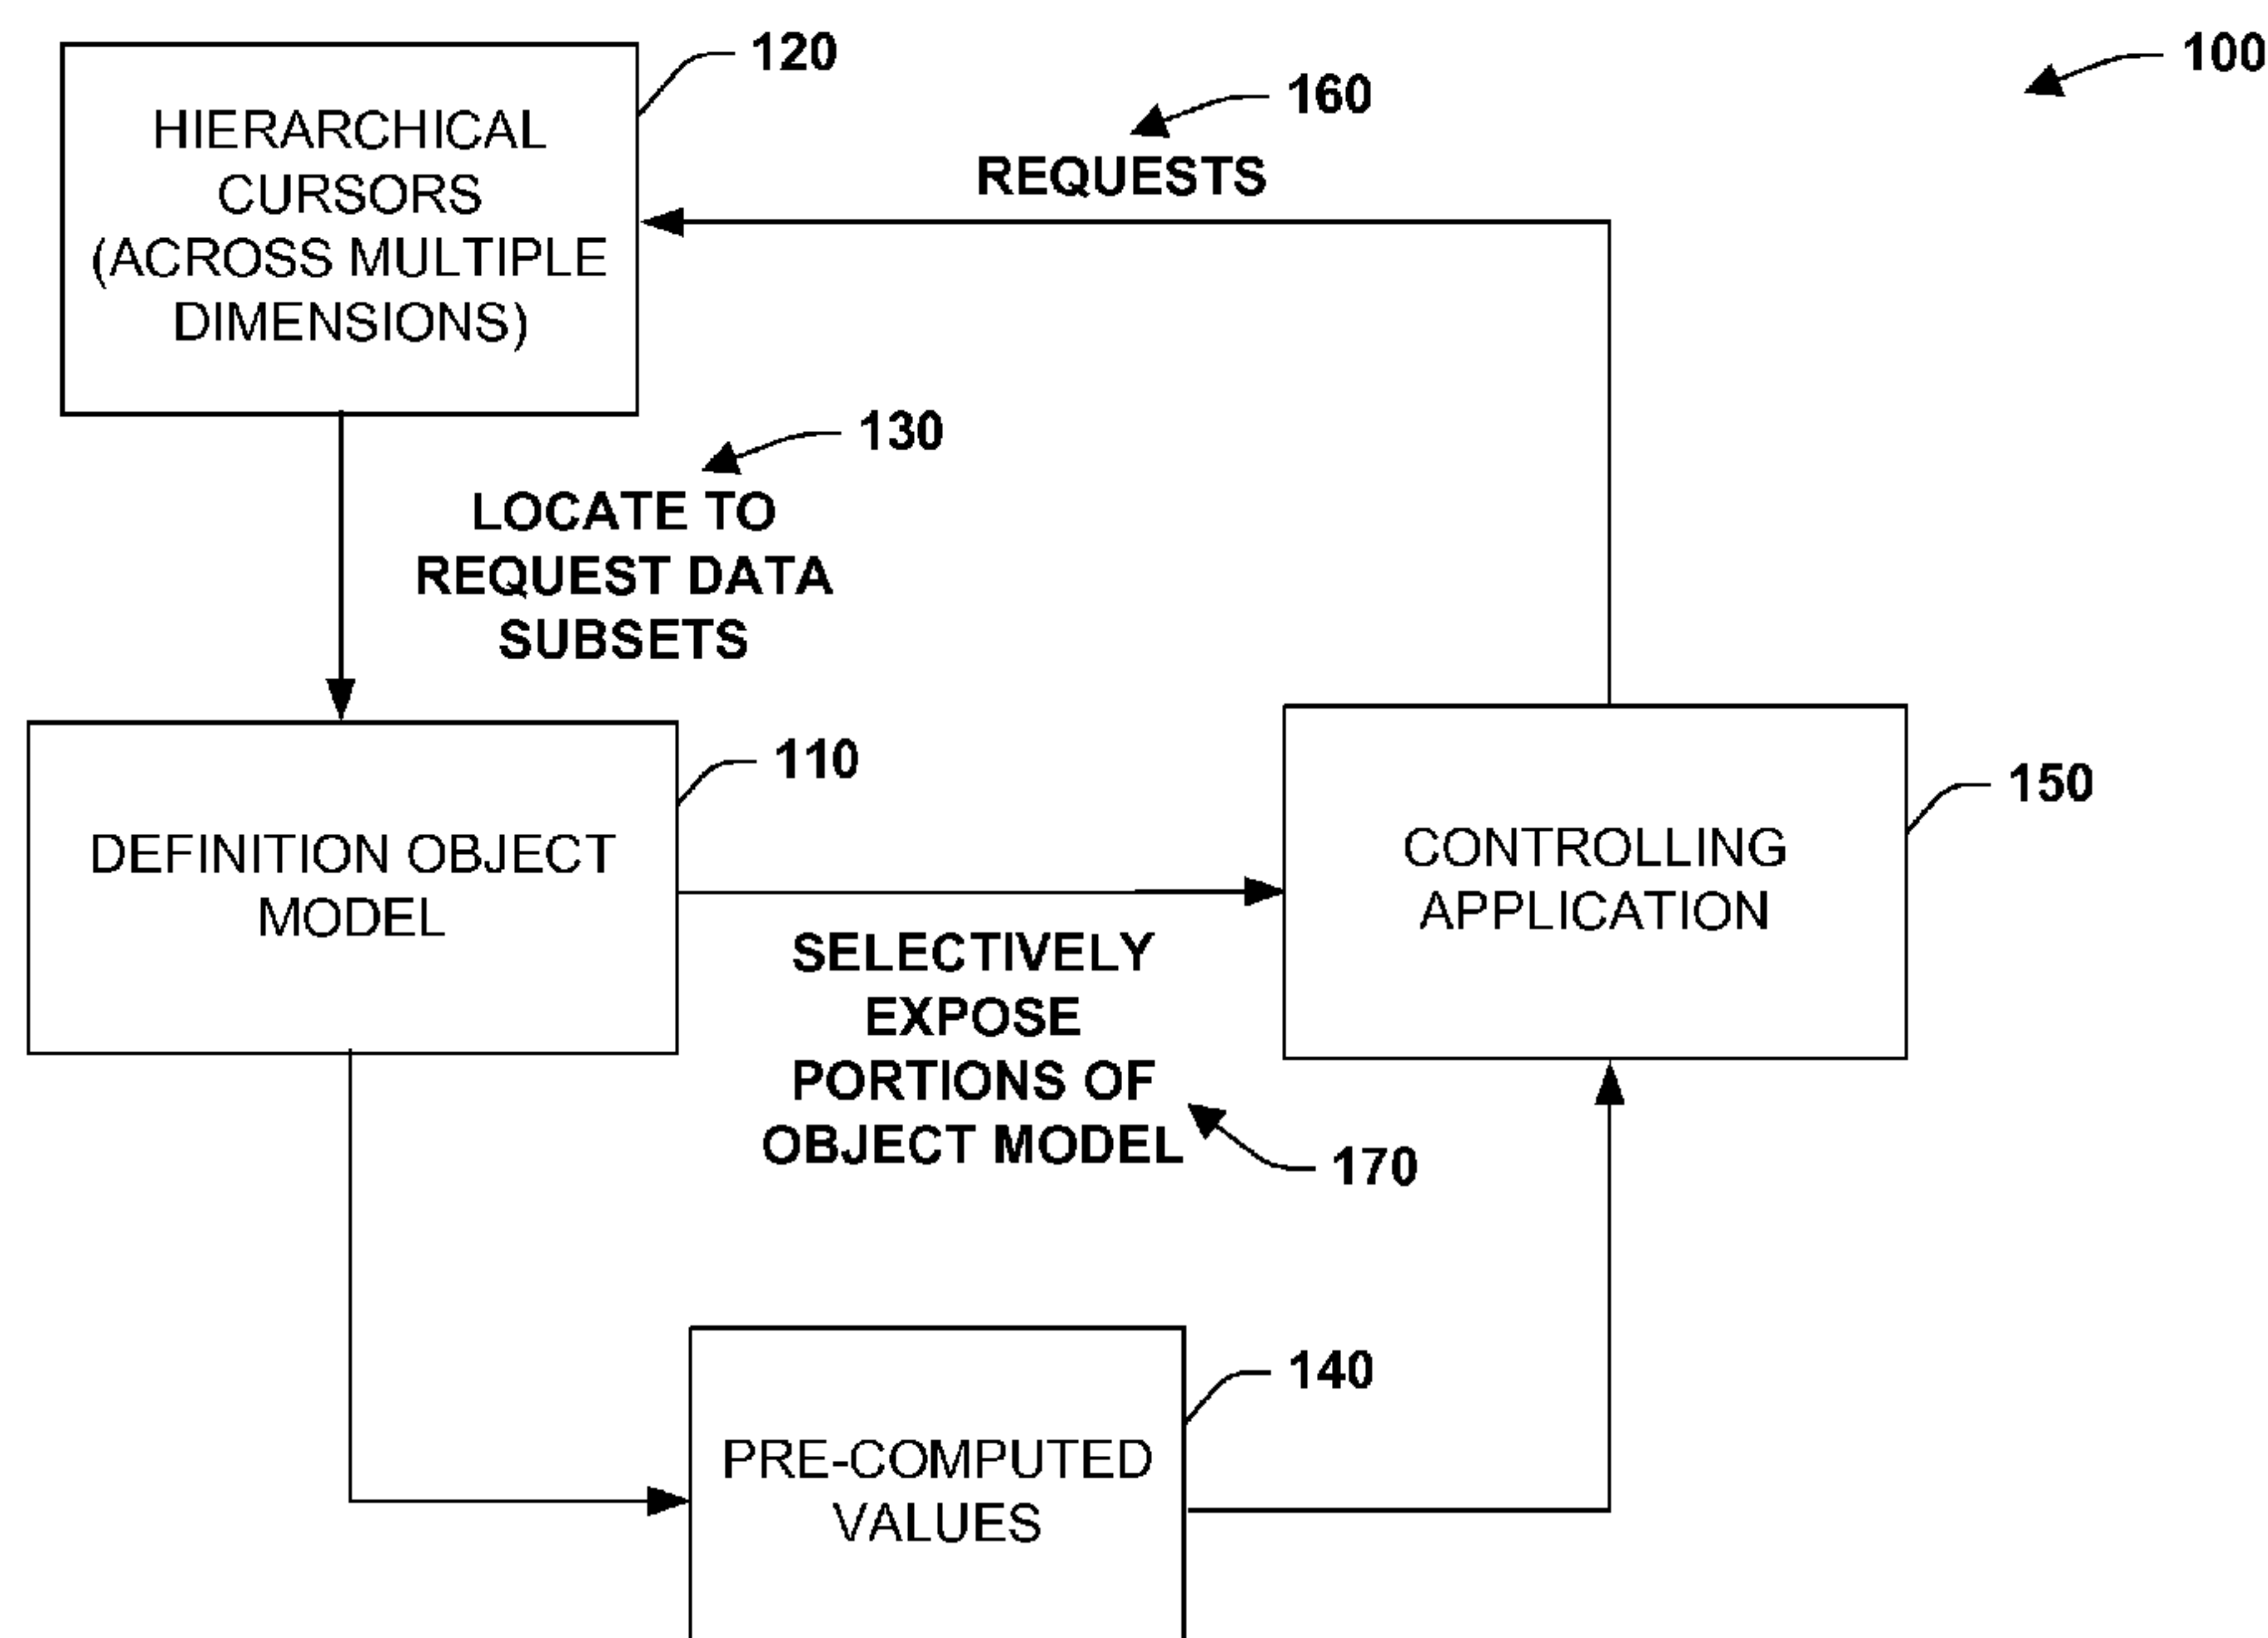 120
100
160
HIERARCHICAL
CURSORS
(ACROSS MULTIPLE
DIMENSIONS)
REQUESTS
130
LOCATE TO
REQUEST DATA
SUBSETS
110
150
DEFINITION OBJECT
MODEL
CONTROLLING
APPLICATION
SELECTIVELY
EXPOSE
PORTIONS OF
OBJECT MODEL
170
140
PRE-COMPUTED
VALUES